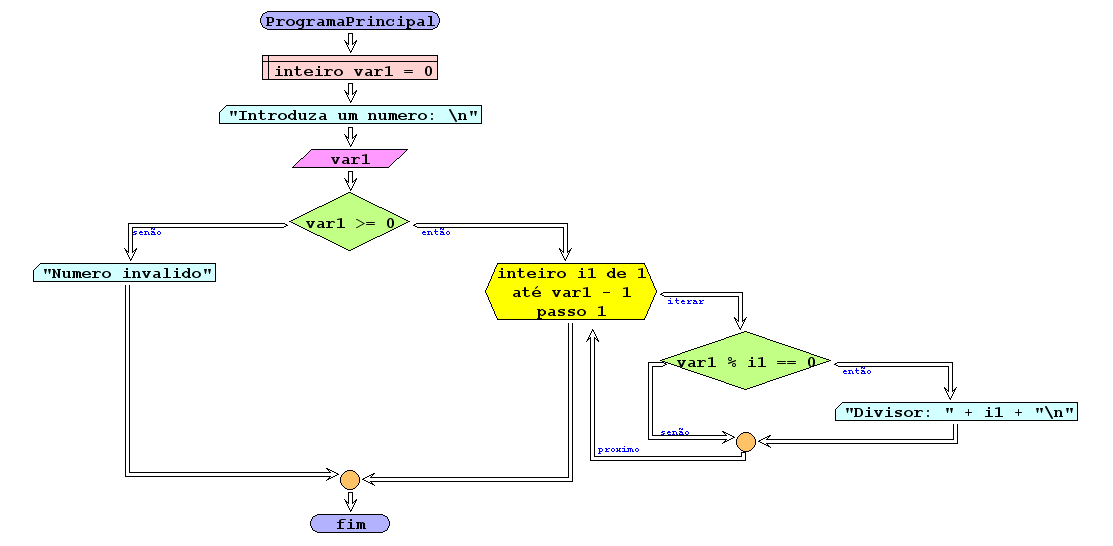 ProgramaPrincipal
inteiro var1 = 0
"Introduza um numero: \n"
var1
var1 >= 0
senão
então
"Numero invalido"
inteiro i1 de 1
até var1 - 1
passo 1
iterar
var1 % i1 == 0
então
"Divisor: " + i1 + "\n"
senão
proximo
fim